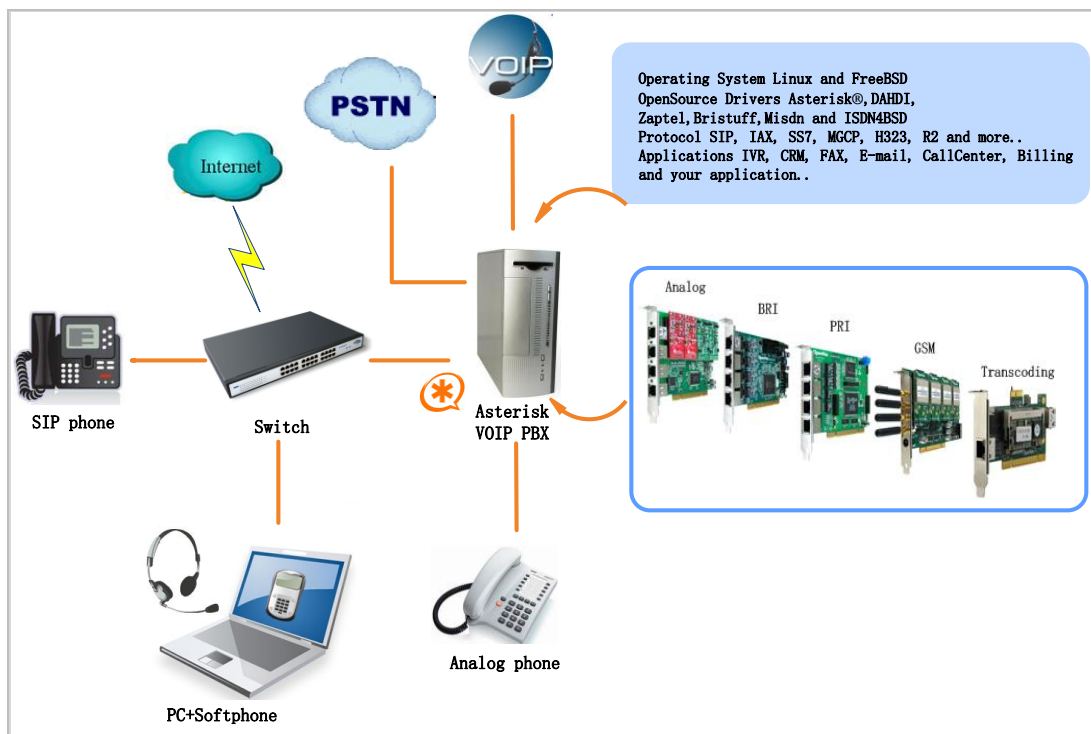 VOIP
PSTN
Internet
Operating System Linux and FreeBSD
OpenSource Drivers Asterisk®,DAHDI,
Zaptel,Bristuff,Misdn and ISDN4BSD
Protocol SIP, IAX, SS7, MGCP, H323, R2 and more..
Applications IVR, CRM, FAX, E-mail, CallCenter, Billing
and your application..
Analog
BRI
PRI
GSM
Transcoding
SIP phone
Switch
Asterisk
VOIP PBX
Analog phone
PC+Softphone